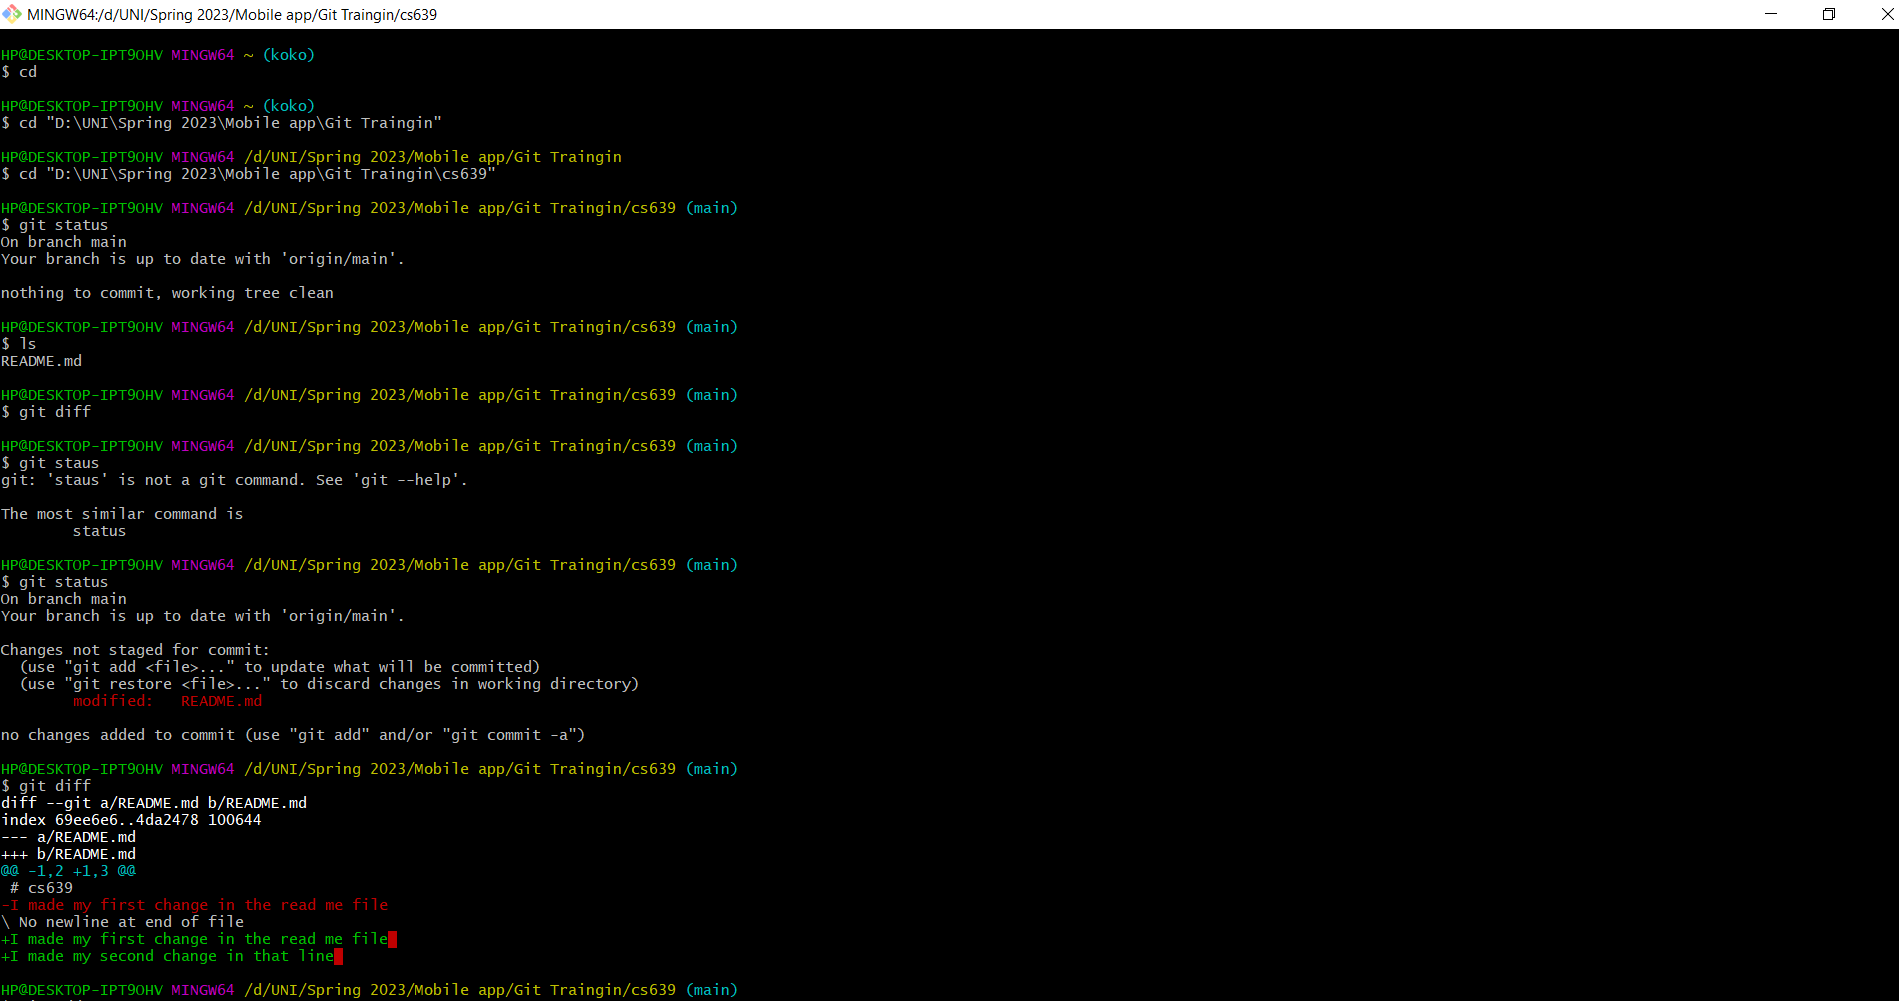 MINGW64:/d/UNI/Spring 2023/Mobile app/Git Traingin/cs639
HP@DESKTOP-IPT9OHV MINGW64 ~ (koko)
$ cd
HP@DESKTOP-IPT9OHV MINGW64 ~ (koko)
$ cd "D:\UNI\Spring 2023\Mobile app\Git Traingin"
HP@DESKTOP-IPT9OHV MINGW64 /d/UNI/Spring 2023/Mobile app/Git Traingin
$ cd "D:\UNI\Spring 2023\Mobile app\Git Traingin\cs639"
HP@DESKTOP-IPT9OHV MINGW64 /d/UNI/Spring 2023/Mobile app/Git Traingin/cs639 (main)
$ git status
On branch main
Your branch is up to date with 'origin/main'.
nothing to commit, working tree clean
HP@DESKTOP-IPT9OHV MINGW64 /d/UNI/Spring 2023/Mobile app/Git Traingin/cs639 (main)
$ ls
README.md
HP@DESKTOP-IPT9OHV MINGW64 /d/UNI/Spring 2023/Mobile app/Git Traingin/cs639 (main)
$ git diff
HP@DESKTOP-IPT9OHV MINGW64 /d/UNI/Spring 2023/Mobile app/Git Traingin/cs639 (main)
$ git staus
git: 'staus' is not a git command. See 'git --help'.
The most similar command is
status
HP@DESKTOP-IPT9OHV MINGW64 /d/UNI/Spring 2023/Mobile app/Git Traingin/cs639 (main)
$ git status
On branch main
Your branch is up to date with 'origin/main'.
Changes not staged for commit:
(use "git add <file>..." to update what will be committed)
(use "git restore <file>..." to discard changes in working directory)
modified:   README.md
no changes added to commit (use "git add" and/or "git commit -a")
HP@DESKTOP-IPT9OHV MINGW64 /d/UNI/Spring 2023/Mobile app/Git Traingin/cs639 (main)
$ git diff
diff --git a/README.md b/README.md
index 69ee6e6..4da2478 100644
--- a/README.md
+++ b/README.md
@@ -1,2 +1,3 @@
# cs639
-I made my first change in the read me file
\ No newline at end of file
+I made my first change in the read me file
+I made my second change in that line
HP@DESKTOP-IPT9OHV MINGW64 /d/UNI/Spring 2023/Mobile app/Git Traingin/cs639 (main)